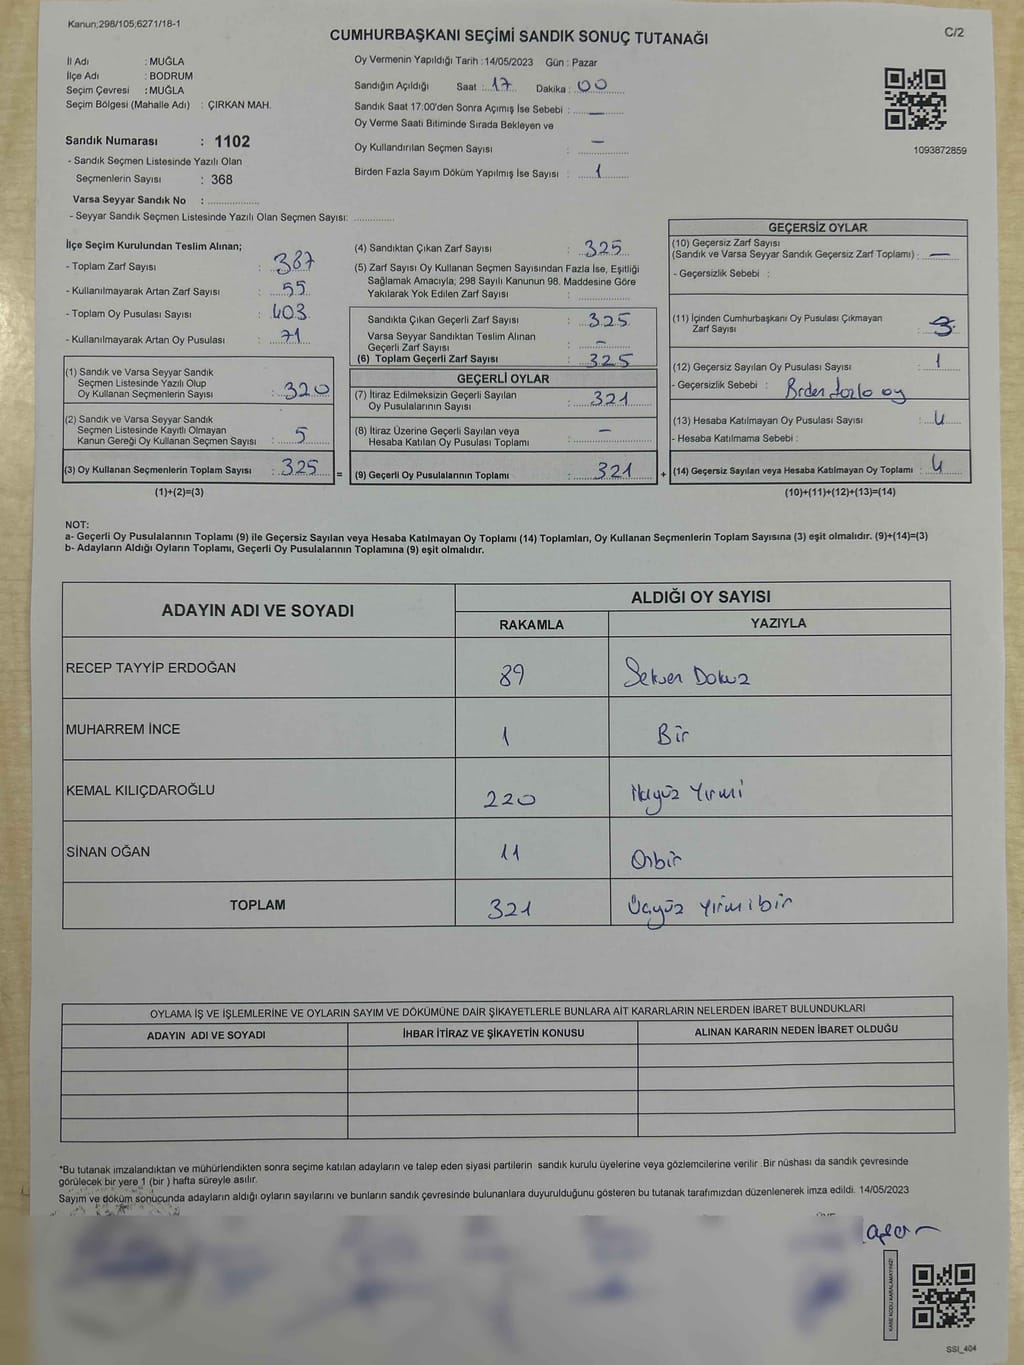 Kanun;298/105;6271/18-1
CUMHURBAŞKANI SEÇİMİ SANDIK SONUÇ TUTANAĞI
C/2
İl Adı : MUĞLA
İlçe Adı : BODRUM
Seçim Çevresi : MUĞLA
Seçim Bölgesi (Mahalle Adı) : ÇIRKAN MAH.
Sandık Numarası : 1102
- Sandık Seçmen Listesinde Yazılı Olan
Seçmenlerin Sayısı : 368
Varsa Seyyar Sandık No :
- Seyyar Sandık Seçmen Listesinde Yazılı Olan Seçmen Sayısı:
Oy Vermenin Yapıldığı Tarih :14/05/2023 Gün : Pazar
Sandığın Açıldığı Saat : 17 Dakika : 00
Sandık Saat 17:00'den Sonra Açımış İse Sebebi : —
Oy Verme Saati Bitiminde Sırada Bekleyen ve
Oy Kullandırılan Seçmen Sayısı : —
Birden Fazla Sayım Döküm Yapılmış İse Sayısı : 1
1093872859
İlçe Seçim Kurulundan Teslim Alınan;
- Toplam Zarf Sayısı : 387
- Kullanılmayarak Artan Zarf Sayısı : 55
- Toplam Oy Pusulası Sayısı : 403
- Kullanılmayarak Artan Oy Pusulası : 71
(1) Sandık ve Varsa Seyyar Sandık
Seçmen Listesinde Yazılı Olup
Oy Kullanan Seçmenlerin Sayısı : 320
(2) Sandık ve Varsa Seyyar Sandık
Seçmen Listesinde Kayıtlı Olmayan
Kanun Gereği Oy Kullanan Seçmen Sayısı : 5
(3) Oy Kullanan Seçmenlerin Toplam Sayısı : 325 =
(1)+(2)=(3)
(4) Sandıktan Çıkan Zarf Sayısı : 325
(5) Zarf Sayısı Oy Kullanan Seçmen Sayısından Fazla İse, Eşitliği
Sağlamak Amacıyla; 298 Sayılı Kanunun 98. Maddesine Göre
Yakılarak Yok Edilen Zarf Sayısı :
Sandıkta Çıkan Geçerli Zarf Sayısı : 325
Varsa Seyyar Sandıktan Teslim Alınan
Geçerli Zarf Sayısı : –
(6) Toplam Geçerli Zarf Sayısı : 325
GEÇERLİ OYLAR
(7) İtiraz Edilmeksizin Geçerli Sayılan
Oy Pusulalarının Sayısı : 321
(8) İtiraz Üzerine Geçerli Sayılan veya
Hesaba Katılan Oy Pusulası Toplamı : –
(9) Geçerli Oy Pusulalarının Toplamı : 321 +
GEÇERSİZ OYLAR
(10) Geçersiz Zarf Sayısı
(Sandık ve Varsa Seyyar Sandık Geçersiz Zarf Toplamı) : —
- Geçersizlik Sebebi :
(11) İçinden Cumhurbaşkanı Oy Pusulası Çıkmayan
Zarf Sayısı : 3
(12) Geçersiz Sayılan Oy Pusulası Sayısı : 1
- Geçersizlik Sebebi : Birden fazla oy
(13) Hesaba Katılmayan Oy Pusulası Sayısı : 4
- Hesaba Katılmama Sebebi :
(14) Geçersiz Sayılan veya Hesaba Katılmayan Oy Toplamı : 4
(10)+(11)+(12)+(13)=(14)
NOT:
a- Geçerli Oy Pusulalarının Toplamı (9) ile Geçersiz Sayılan veya Hesaba Katılmayan Oy Toplamı (14) Toplamları, Oy Kullanan Seçmenlerin Toplam Sayısına (3) eşit olmalıdır. (9)+(14)=(3)
b- Adayların Aldığı Oyların Toplamı, Geçerli Oy Pusulalarının Toplamına (9) eşit olmalıdır.
ADAYIN ADI VE SOYADI ALDIĞI OY SAYISI
RAKAMLA YAZIYLA
RECEP TAYYİP ERDOĞAN 89 Seksen Dokuz
MUHARREM İNCE 1 Bir
KEMAL KILIÇDAROĞLU 220 İkiyüz Yirmi
SİNAN OĞAN 11 Onbir
TOPLAM 321 Üçyüz Yirmibir
OYLAMA İŞ VE İŞLEMLERİNE VE OYLARIN SAYIM VE DÖKÜMÜNE DAİR ŞİKAYETLERLE BUNLARA AİT KARARLARIN NELERDEN İBARET BULUNDUKLARI
ADAYIN ADI VE SOYADI İHBAR İTİRAZ VE ŞİKAYETİN KONUSU ALINAN KARARIN NEDEN İBARET OLDUĞU
*Bu tutanak imzalandıktan ve mühürlendikten sonra seçime katılan adayların ve talep eden siyasi partilerin sandık kurulu üyelerine veya gözlemcilerine verilir .Bir nüshası da sandık çevresinde
görülecek bir yere 1 (bir ) hafta süreyle asılır.
Sayım ve döküm sonucunda adayların aldığı oyların sayılarını ve bunların sandık çevresinde bulunanlara duyurulduğunu gösteren bu tutanak tarafımızdan düzenlenerek imza edildi. 14/05/2023
KARE KODU KARALAMAYINIZ!
SSI_404